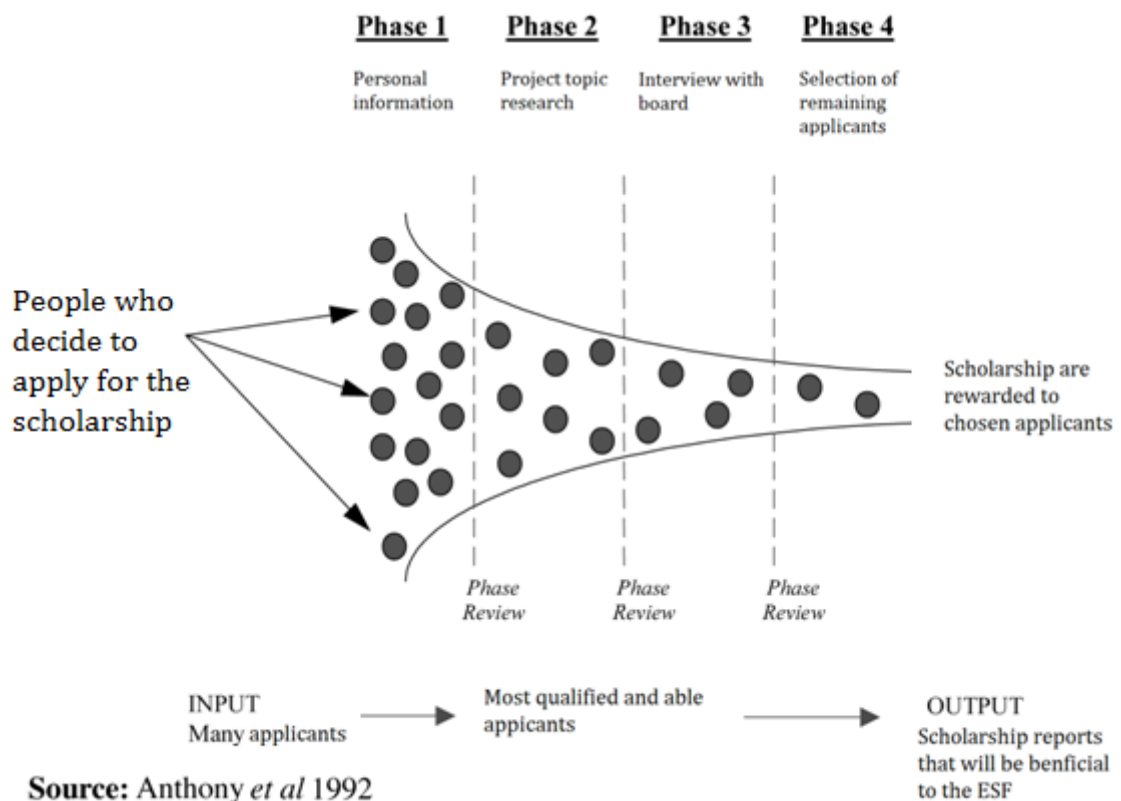 Phase 1
Phase 2
Phase 3
Phase 4
Personal
information
Project topic
research
Interview with
board
Selection of
remaining
applicants
People who
decide to
apply for the
scholarship
Scholarship are
rewarded to
chosen applicants
Phase
Review
Phase
Review
Phase
Review
INPUT
Many applicants
Most qualified and able
appicants
OUTPUT
Scholarship reports
that will be benficial
to the ESF
Source: Anthony et al 1992